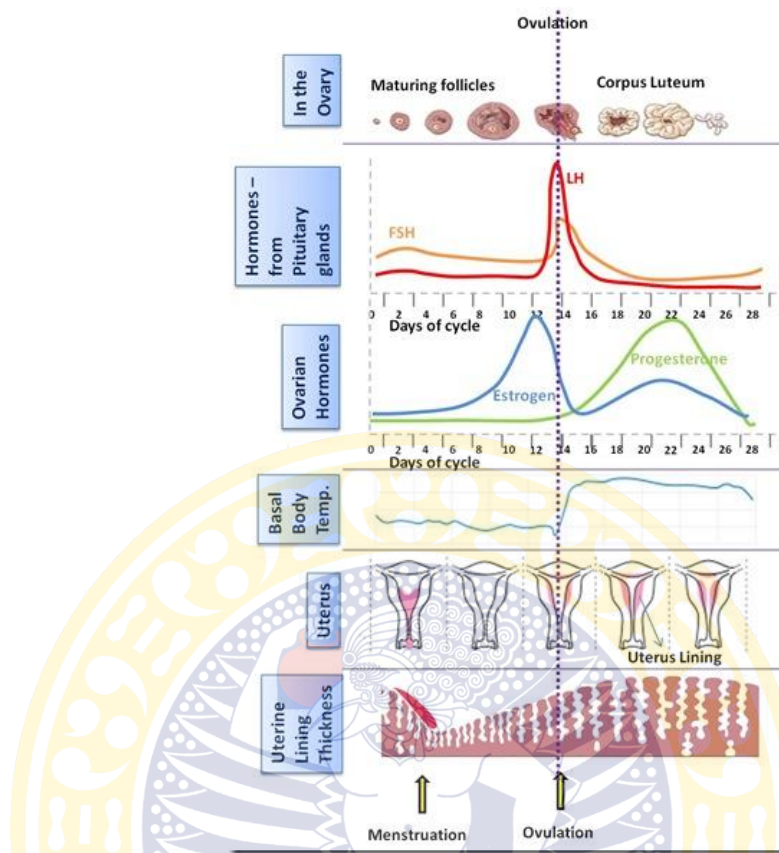 Ovulation
In the
Ovary
Maturing follicles
Corpus Luteum
Hormones –
from
Pituitary
glands
LH
FSH
0 2 4 6 8 10 12 14 16 18 20 22 24 26 28
Days of cycle
Ovarian
Hormones
Progesterone
Estrogen
0 2 4 6 8 10 12 14 16 18 20 22 24 26 28
Days of cycle
Basal
Body
Temp.
Uterus
Uterus Lining
Uterine
Lining
Thickness
Menstruation
Ovulation